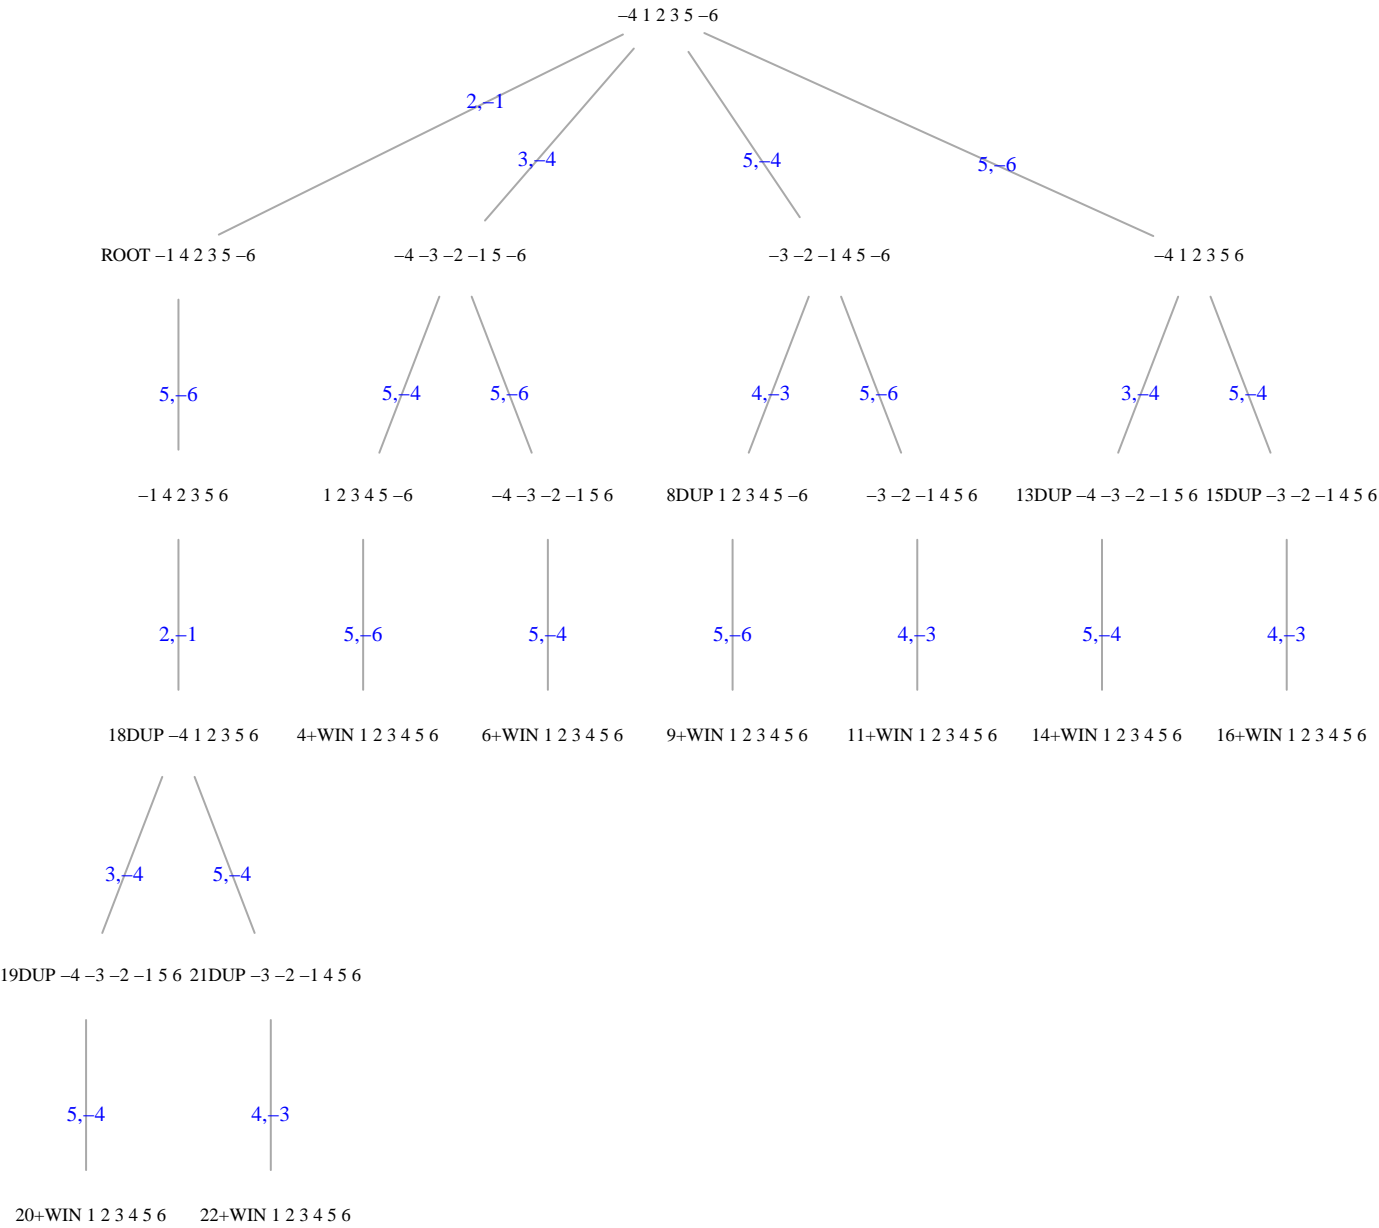 –4 1 2 3 5 –6
2,–1
3,–4
5,–4
5,–6
ROOT –1 4 2 3 5 –6
–4 –3 –2 –1 5 –6
–3 –2 –1 4 5 –6
–4 1 2 3 5 6
5,–6
5,–4
5,–6
4,–3
5,–6
3,–4
5,–4
–1 4 2 3 5 6
1 2 3 4 5 –6
–4 –3 –2 –1 5 6
8DUP 1 2 3 4 5 –6
–3 –2 –1 4 5 6
13DUP –4 –3 –2 –1 5 6
15DUP –3 –2 –1 4 5 6
2,–1
5,–6
5,–4
5,–6
4,–3
5,–4
4,–3
18DUP –4 1 2 3 5 6
4+WIN 1 2 3 4 5 6
6+WIN 1 2 3 4 5 6
9+WIN 1 2 3 4 5 6
11+WIN 1 2 3 4 5 6
14+WIN 1 2 3 4 5 6
16+WIN 1 2 3 4 5 6
3,–4
5,–4
19DUP –4 –3 –2 –1 5 6
21DUP –3 –2 –1 4 5 6
5,–4
4,–3
20+WIN 1 2 3 4 5 6
22+WIN 1 2 3 4 5 6